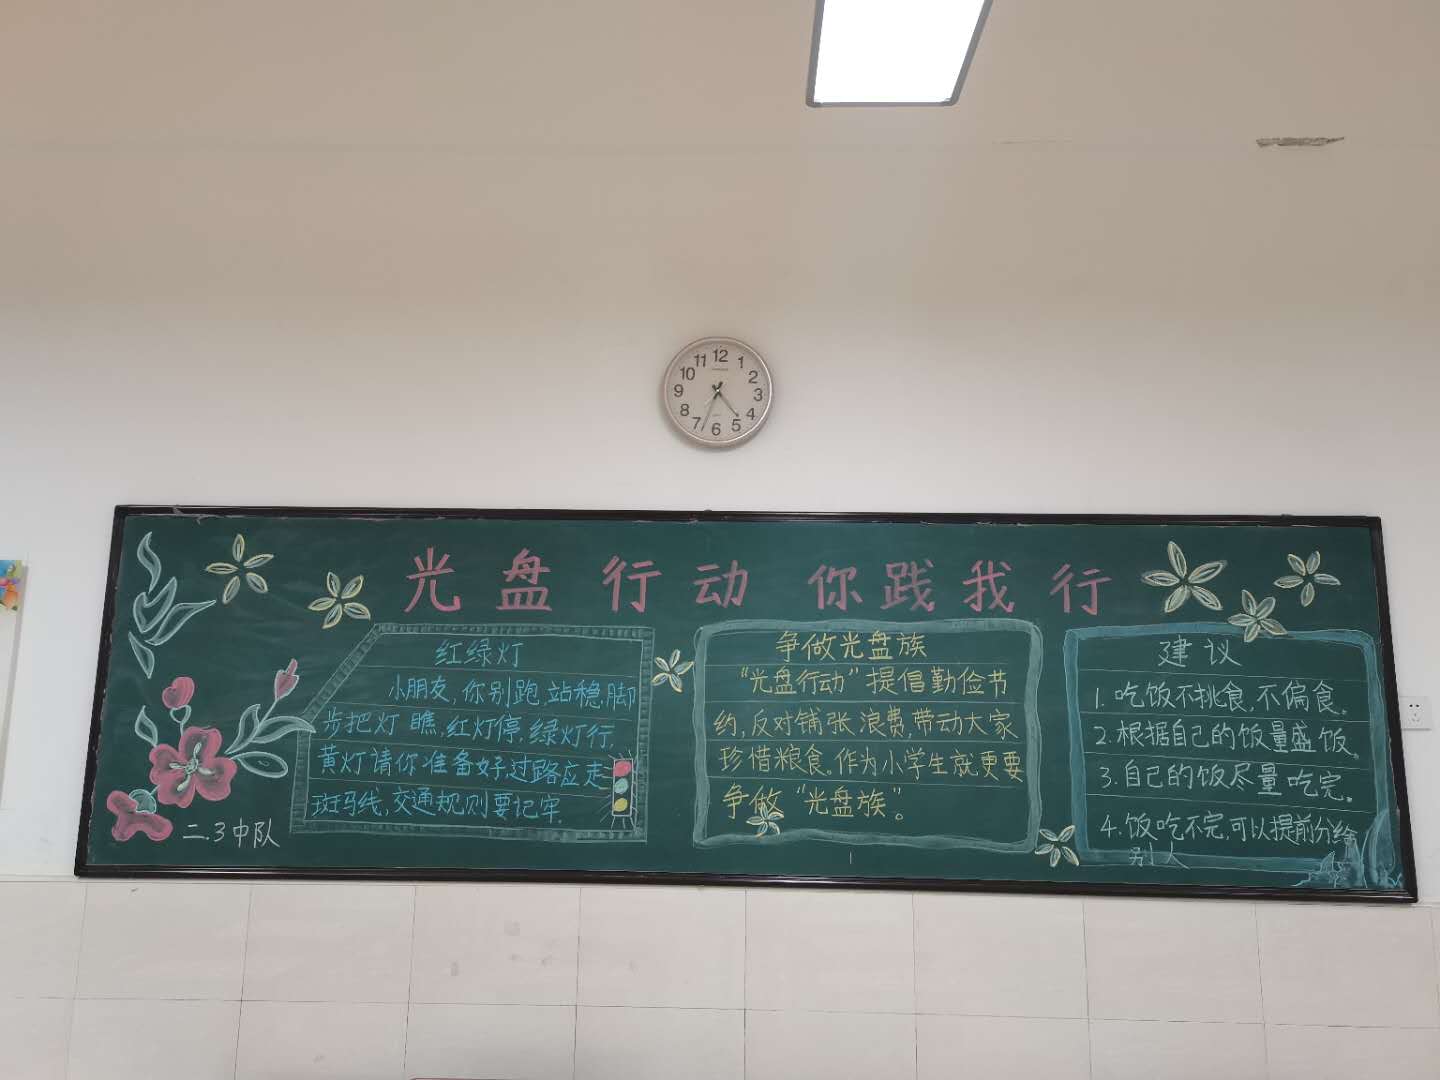 12
1
2
3
4
5
6
7
8
9
10
11
光盘行动 你践我行
红绿灯
小朋友,你别跑,站稳脚
步把灯瞧,红灯停,绿灯行,
黄灯请你准备好,过路应走
斑马线,交通规则要记牢.
二.3中队
争做光盘族
“光盘行动”提倡勤俭节
约,反对铺张浪费,带动大家
珍惜粮食。作为小学生就更要
争做“光盘族”。
建议
1.吃饭不挑食,不偏食。
2.根据自己的饭量盛饭。
3.自己的饭尽量吃完。
4.饭吃不完,可以提前分给
别人